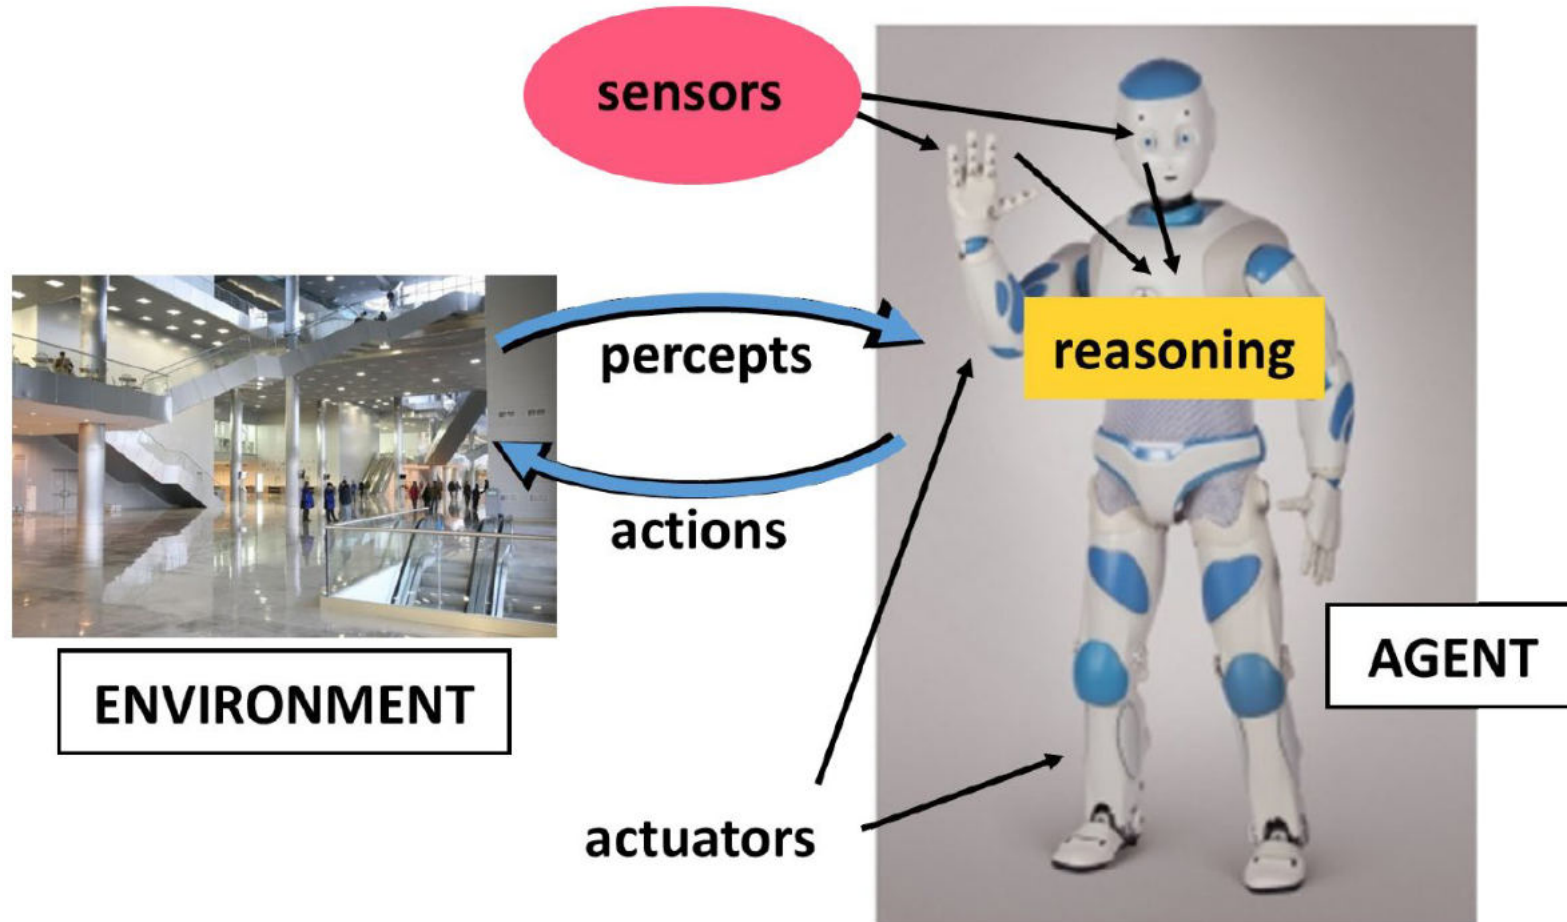 sensors
percepts
reasoning
actions
ENVIRONMENT
AGENT
actuators